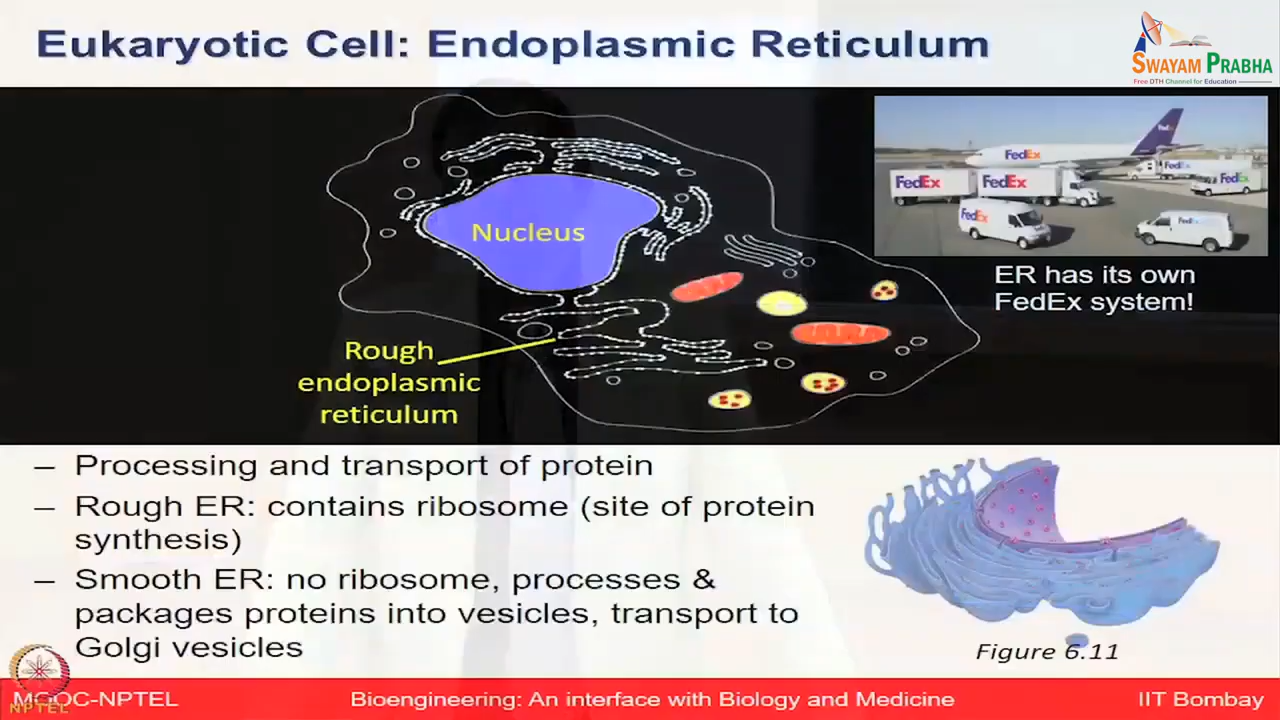 Eukaryotic Cell: Endoplasmic Reticulum
SWAYAM PRABHA
Free DTH Channel for Education
FedEx
FedEx
FedEx
FedEx
FedEx
FedEx
FedEx
FedEx
Nucleus
ER has its own
FedEx system!
Rough
endoplasmic
reticulum
– Processing and transport of protein
– Rough ER: contains ribosome (site of protein
synthesis)
– Smooth ER: no ribosome, processes &
packages proteins into vesicles, transport to
Golgi vesicles
Figure 6.11
MOOC-NPTEL
NPTEL
Bioengineering: An interface with Biology and Medicine
IIT Bombay